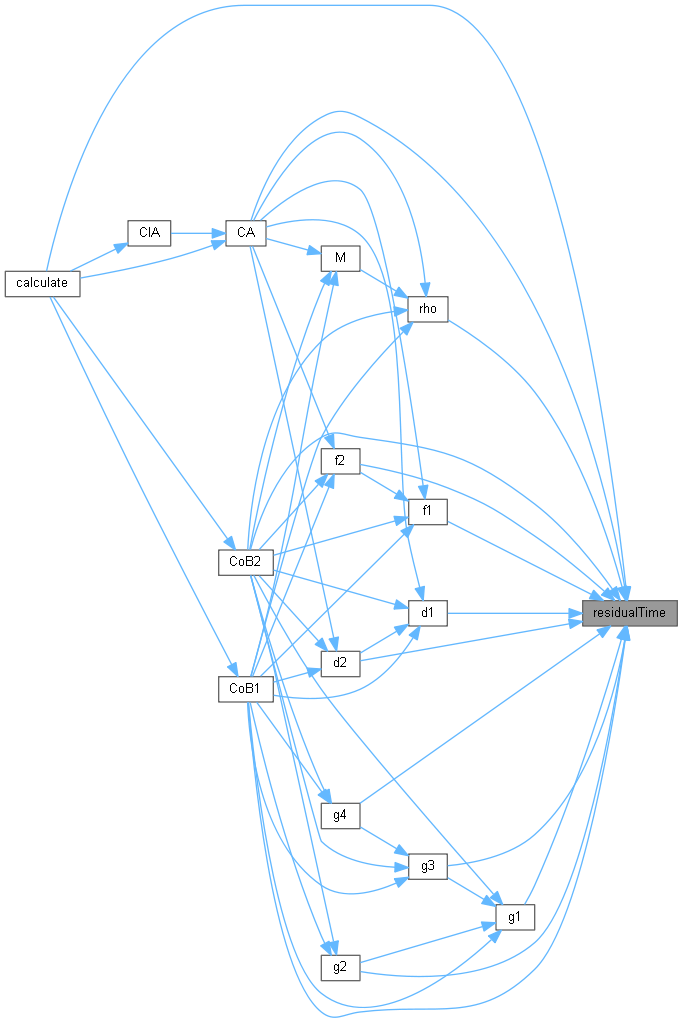 CIA
CA
M
calculate
rho
f2
f1
CoB2
d1
residualTime
d2
CoB1
g4
g3
g1
g2